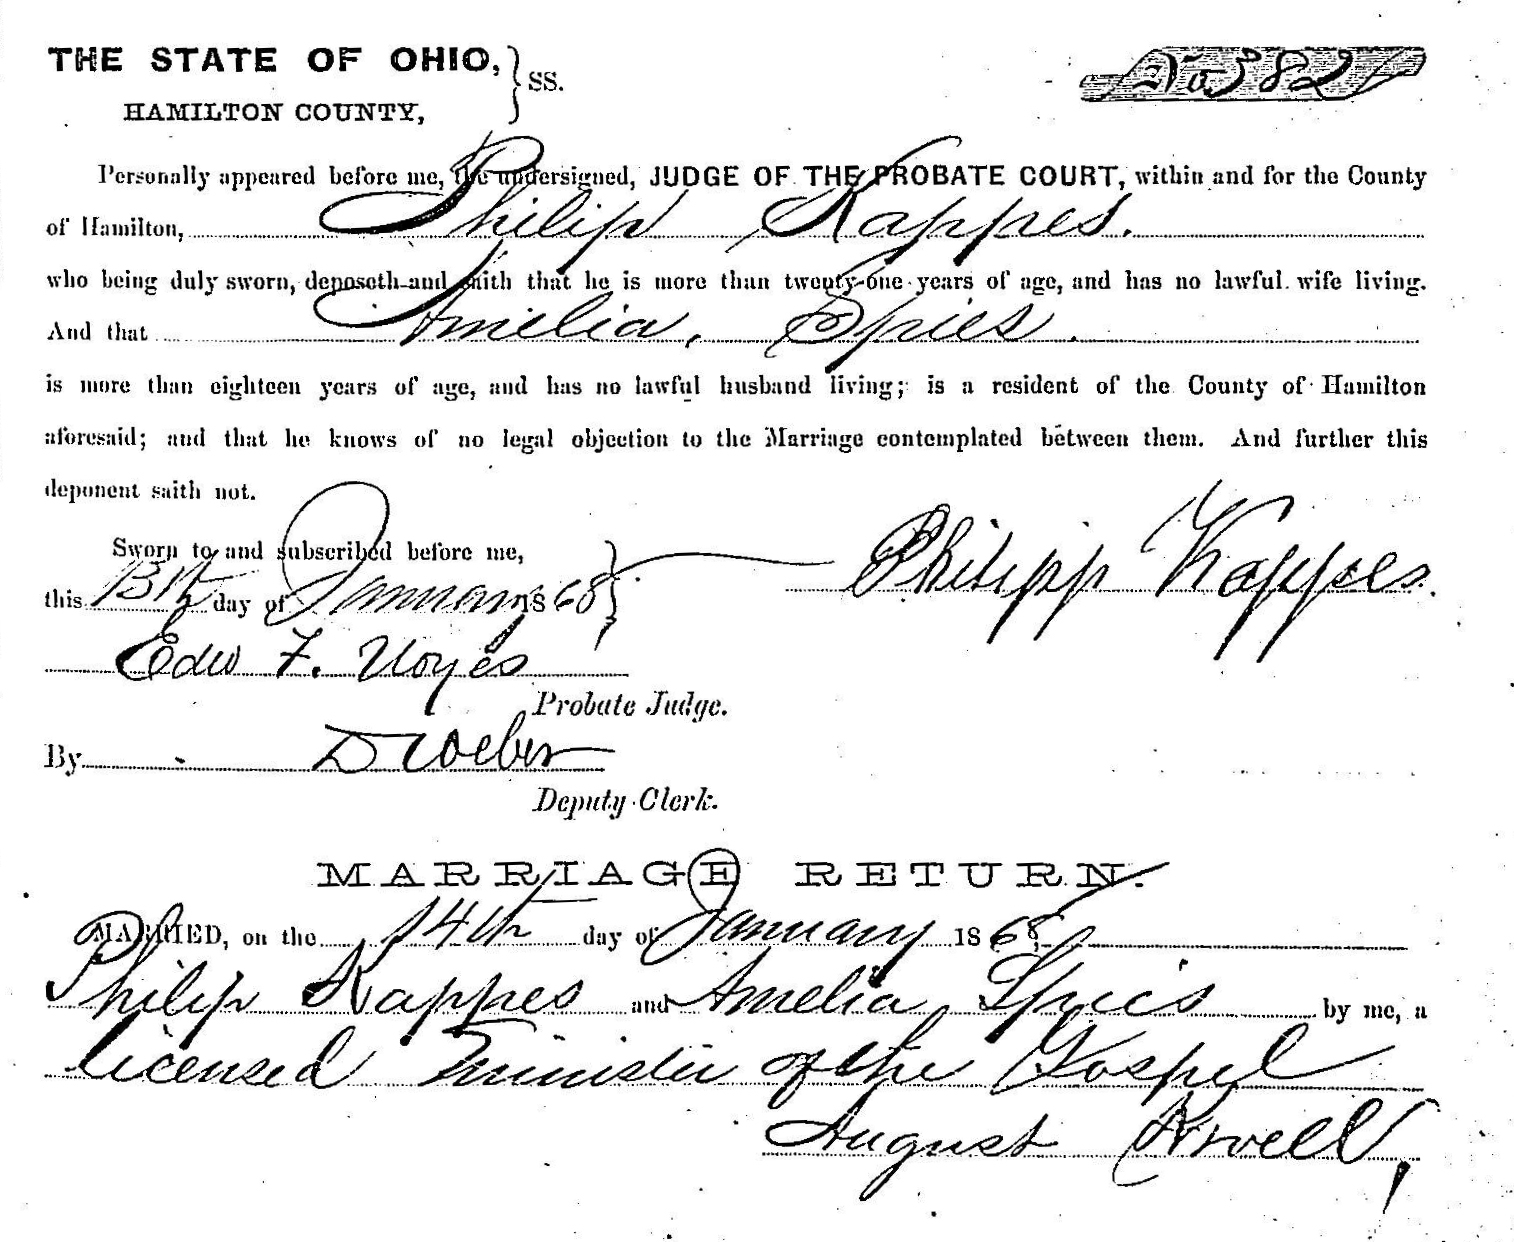 THE STATE OF OHIO, } SS.
No 382
HAMILTON COUNTY,
Personally appeared before me, the undersigned, JUDGE OF THE PROBATE COURT, within and for the County
of Hamilton, Philip Kappes.
who being duly sworn, deposeth and saith that he is more than twenty-one years of age, and has no lawful wife living.
And that Amelia, Spies.
is more than eighteen years of age, and has no lawful husband living; is a resident of the County of Hamilton
aforesaid; and that he knows of no legal objection to the Marriage contemplated between them. And further this
deponent saith not.
Sworn to and subscribed before me,
this 13th day of January 1868
Philipp Kappes.
Edw F. Noyes
Probate Judge.
By D Weber
Deputy Clerk.
MARRIAGE RETURN.
MARRIED, on the 14th day of January 1868,
Philip Kappes and Amelia Spies by me, a
licensed Minister of the Gospel
August